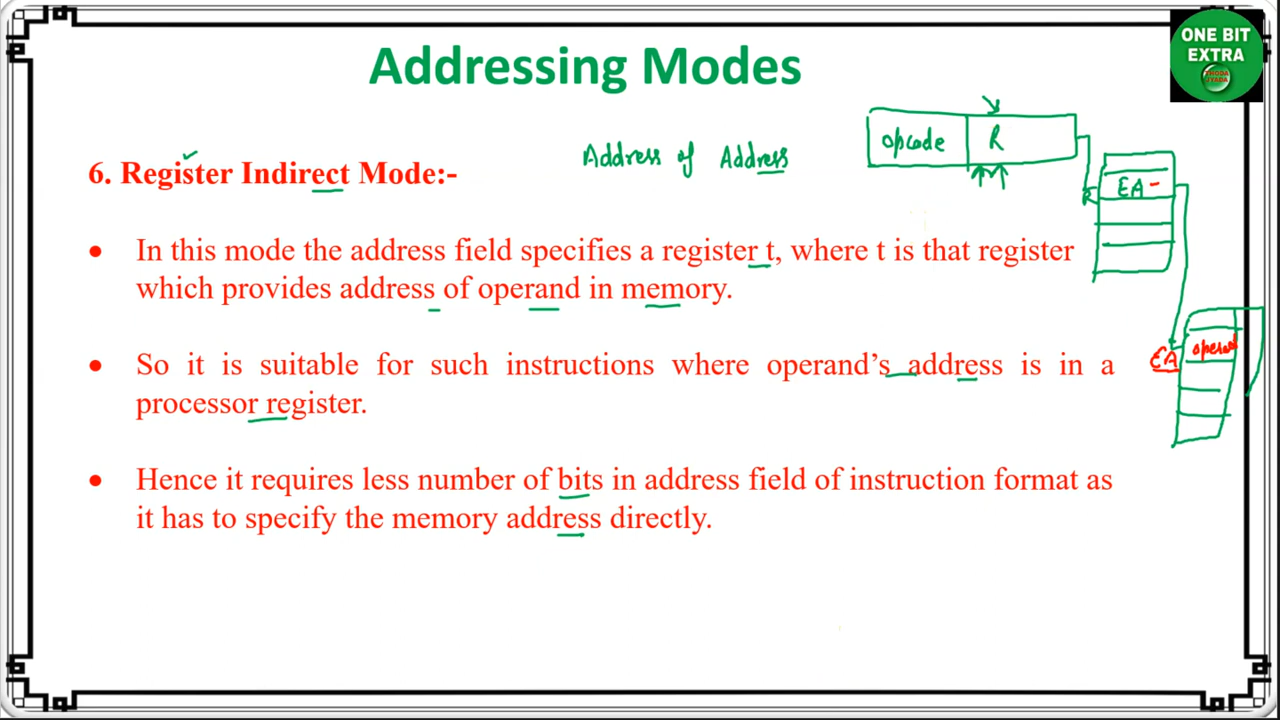 Addressing Modes
ONE BIT
EXTRA
THODA
JYADA
opcode R
Address of Address
6. Register Indirect Mode:-
R EA
• In this mode the address field specifies a register t, where t is that register
which provides address of operand in memory.
EA operand
• So it is suitable for such instructions where operand’s address is in a
processor register.
• Hence it requires less number of bits in address field of instruction format as
it has to specify the memory address directly.